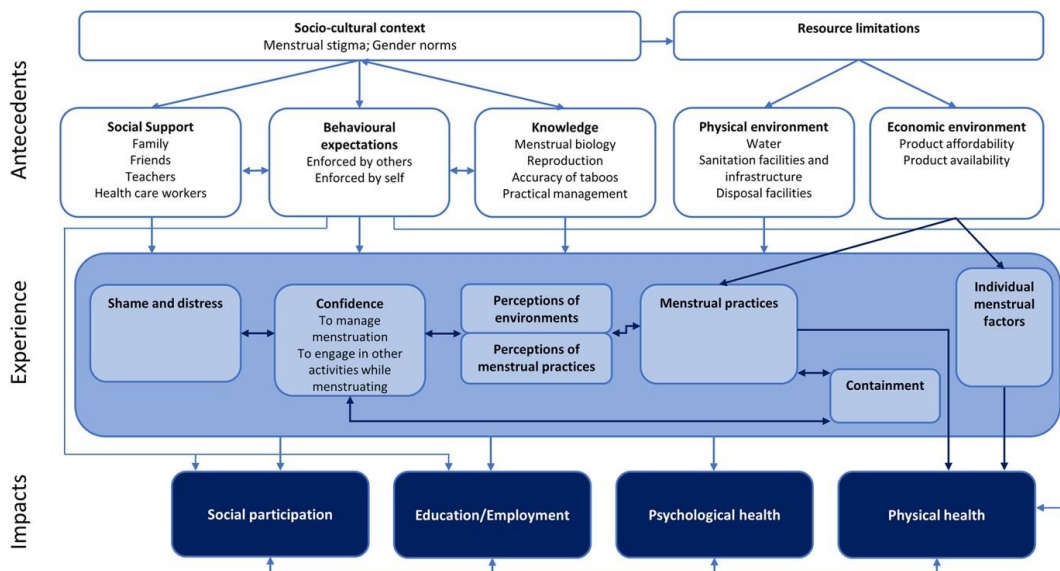 Antecedents
Socio-cultural context
Menstrual stigma; Gender norms
Resource limitations
Social Support
Family
Friends
Teachers
Health care workers
Behavioural
expectations
Enforced by others
Enforced by self
Knowledge
Menstrual biology
Reproduction
Accuracy of taboos
Practical management
Physical environment
Water
Sanitation facilities and
infrastructure
Disposal facilities
Economic environment
Product affordability
Product availability
Experience
Shame and distress
Confidence
To manage
menstruation
To engage in other
activities while
menstruating
Perceptions of
environments
Perceptions of
menstrual practices
Menstrual practices
Containment
Individual
menstrual
factors
Impacts
Social participation
Education/Employment
Psychological health
Physical health